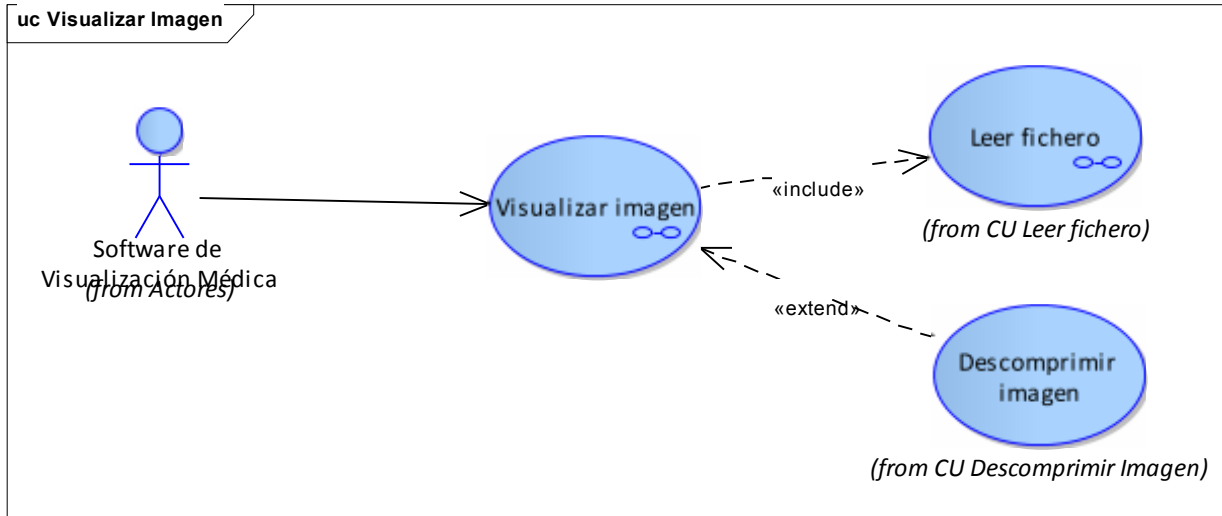 uc Visualizar Imagen
Software de
Visualización Médica
(from Actores)
Visualizar imagen
«include»
Leer fichero
(from CU Leer fichero)
«extend»
Descomprimir
imagen
(from CU Descomprimir Imagen)